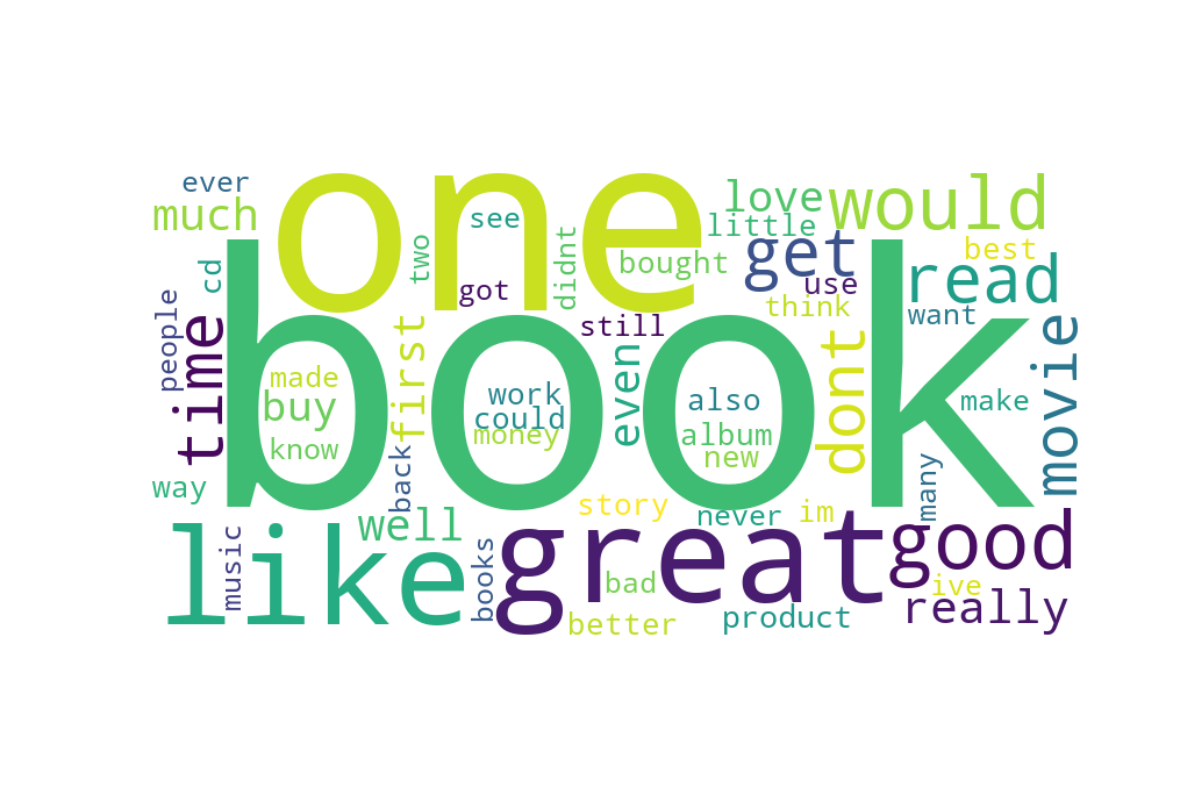 ever
one
love
would
much
see
little
two
didnt
bought
get
best
cd
got
use
read
people
think
want
time
first
still
movie
book
made
even
dont
work
also
make
buy
could
money
album
know
new
back
many
way
story
never
im
like
well
great
good
music
books
bad
ive
really
better
product